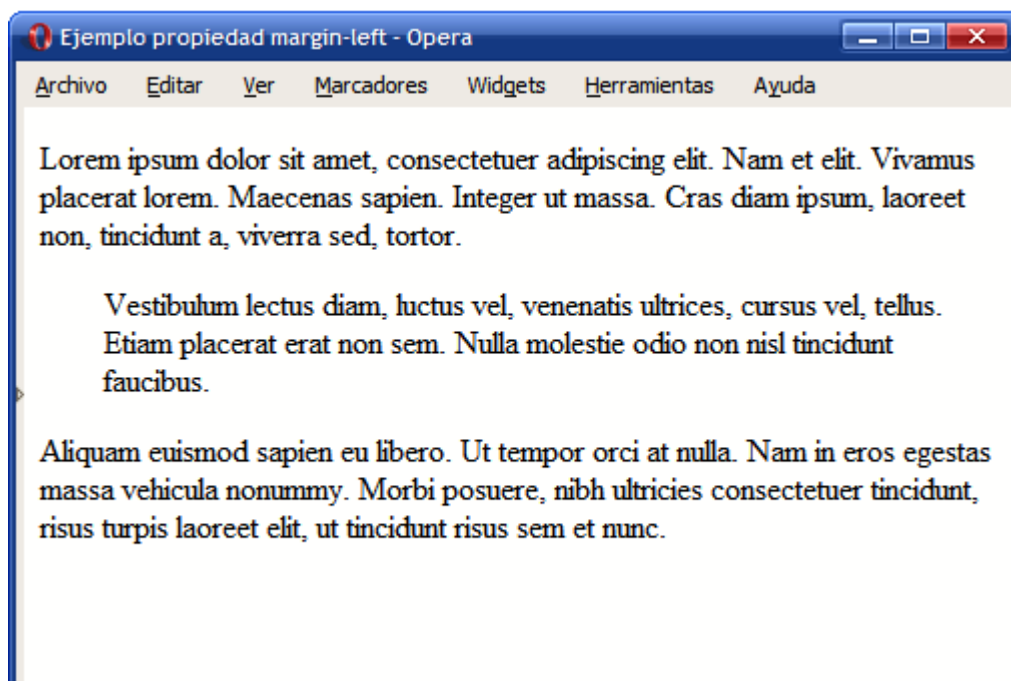 Ejemplo propiedad margin-left - Opera
Archivo Editar Ver Marcadores Widgets Herramientas Ayuda
Lorem ipsum dolor sit amet, consectetuer adipiscing elit. Nam et elit. Vivamus
placerat lorem. Maecenas sapien. Integer ut massa. Cras diam ipsum, laoreet
non, tincidunt a, viverra sed, tortor.
Vestibulum lectus diam, luctus vel, venenatis ultrices, cursus vel, tellus.
Etiam placerat erat non sem. Nulla molestie odio non nisl tincidunt
faucibus.
Aliquam euismod sapien eu libero. Ut tempor orci at nulla. Nam in eros egestas
massa vehicula nonummy. Morbi posuere, nibh ultricies consectetuer tincidunt,
risus turpis laoreet elit, ut tincidunt risus sem et nunc.